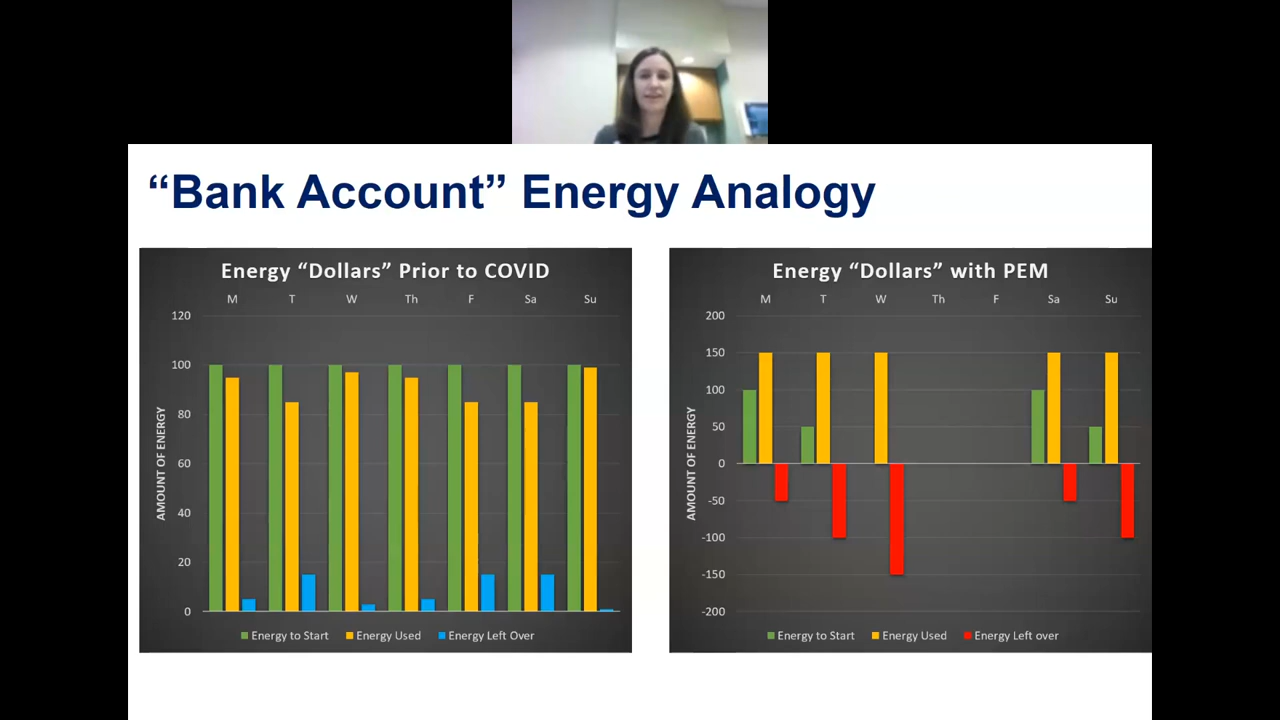 “Bank Account” Energy Analogy
Energy “Dollars” Prior to COVID
M T W Th F Sa Su
120
100
80
60
40
20
0
AMOUNT OF ENERGY
Energy to Start Energy Used Energy Left Over
Energy “Dollars” with PEM
M T W Th F Sa Su
200
150
100
50
0
-50
-100
-150
-200
AMOUNT OF ENERGY
Energy to Start Energy Used Energy Left over